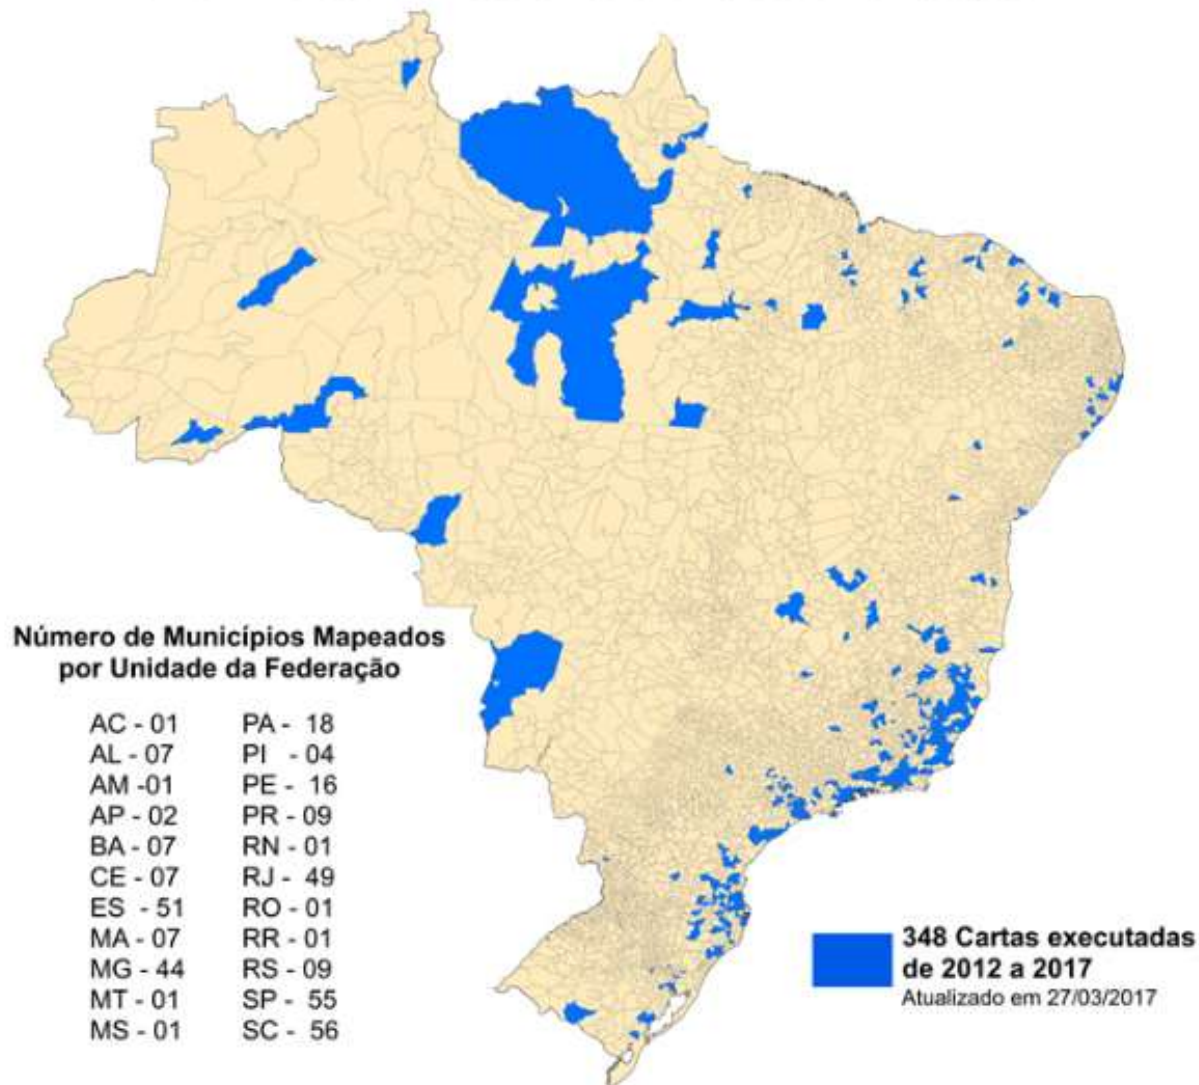 Número de Municípios Mapeados
por Unidade da Federação
AC - 01 PA - 18
AL - 07 PI - 04
AM -01 PE - 16
AP - 02 PR - 09
BA - 07 RN - 01
CE - 07 RJ - 49
ES - 51 RO - 01
MA - 07 RR - 01
MG - 44 RS - 09
MT - 01 SP - 55
MS - 01 SC - 56
348 Cartas executadas
de 2012 a 2017
Atualizado em 27/03/2017